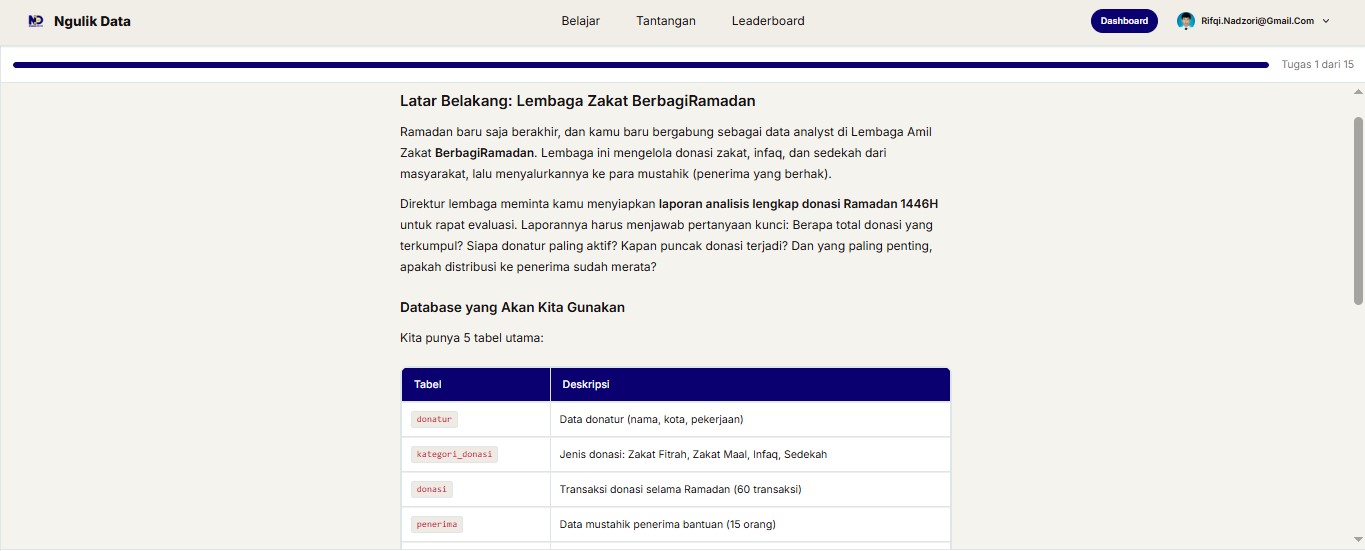 Ngulik Data
Belajar
Tantangan
Leaderboard
Dashboard
Rifqi.Nadzori@Gmail.Com
Tugas 1 dari 15
Latar Belakang: Lembaga Zakat BerbagiRamadan
Ramadan baru saja berakhir, dan kamu baru bergabung sebagai data analyst di Lembaga Amil
Zakat BerbagiRamadan. Lembaga ini mengelola donasi zakat, infaq, dan sedekah dari
masyarakat, lalu menyalurkannya ke para mustahik (penerima yang berhak).
Direktur lembaga meminta kamu menyiapkan laporan analisis lengkap donasi Ramadan 1446H
untuk rapat evaluasi. Laporannya harus menjawab pertanyaan kunci: Berapa total donasi yang
terkumpul? Siapa donatur paling aktif? Kapan puncak donasi terjadi? Dan yang paling penting,
apakah distribusi ke penerima sudah merata?
Database yang Akan Kita Gunakan
Kita punya 5 tabel utama:
Tabel Deskripsi
donatur Data donatur (nama, kota, pekerjaan)
kategori_donasi Jenis donasi: Zakat Fitrah, Zakat Maal, Infaq, Sedekah
donasi Transaksi donasi selama Ramadan (60 transaksi)
penerima Data mustahik penerima bantuan (15 orang)